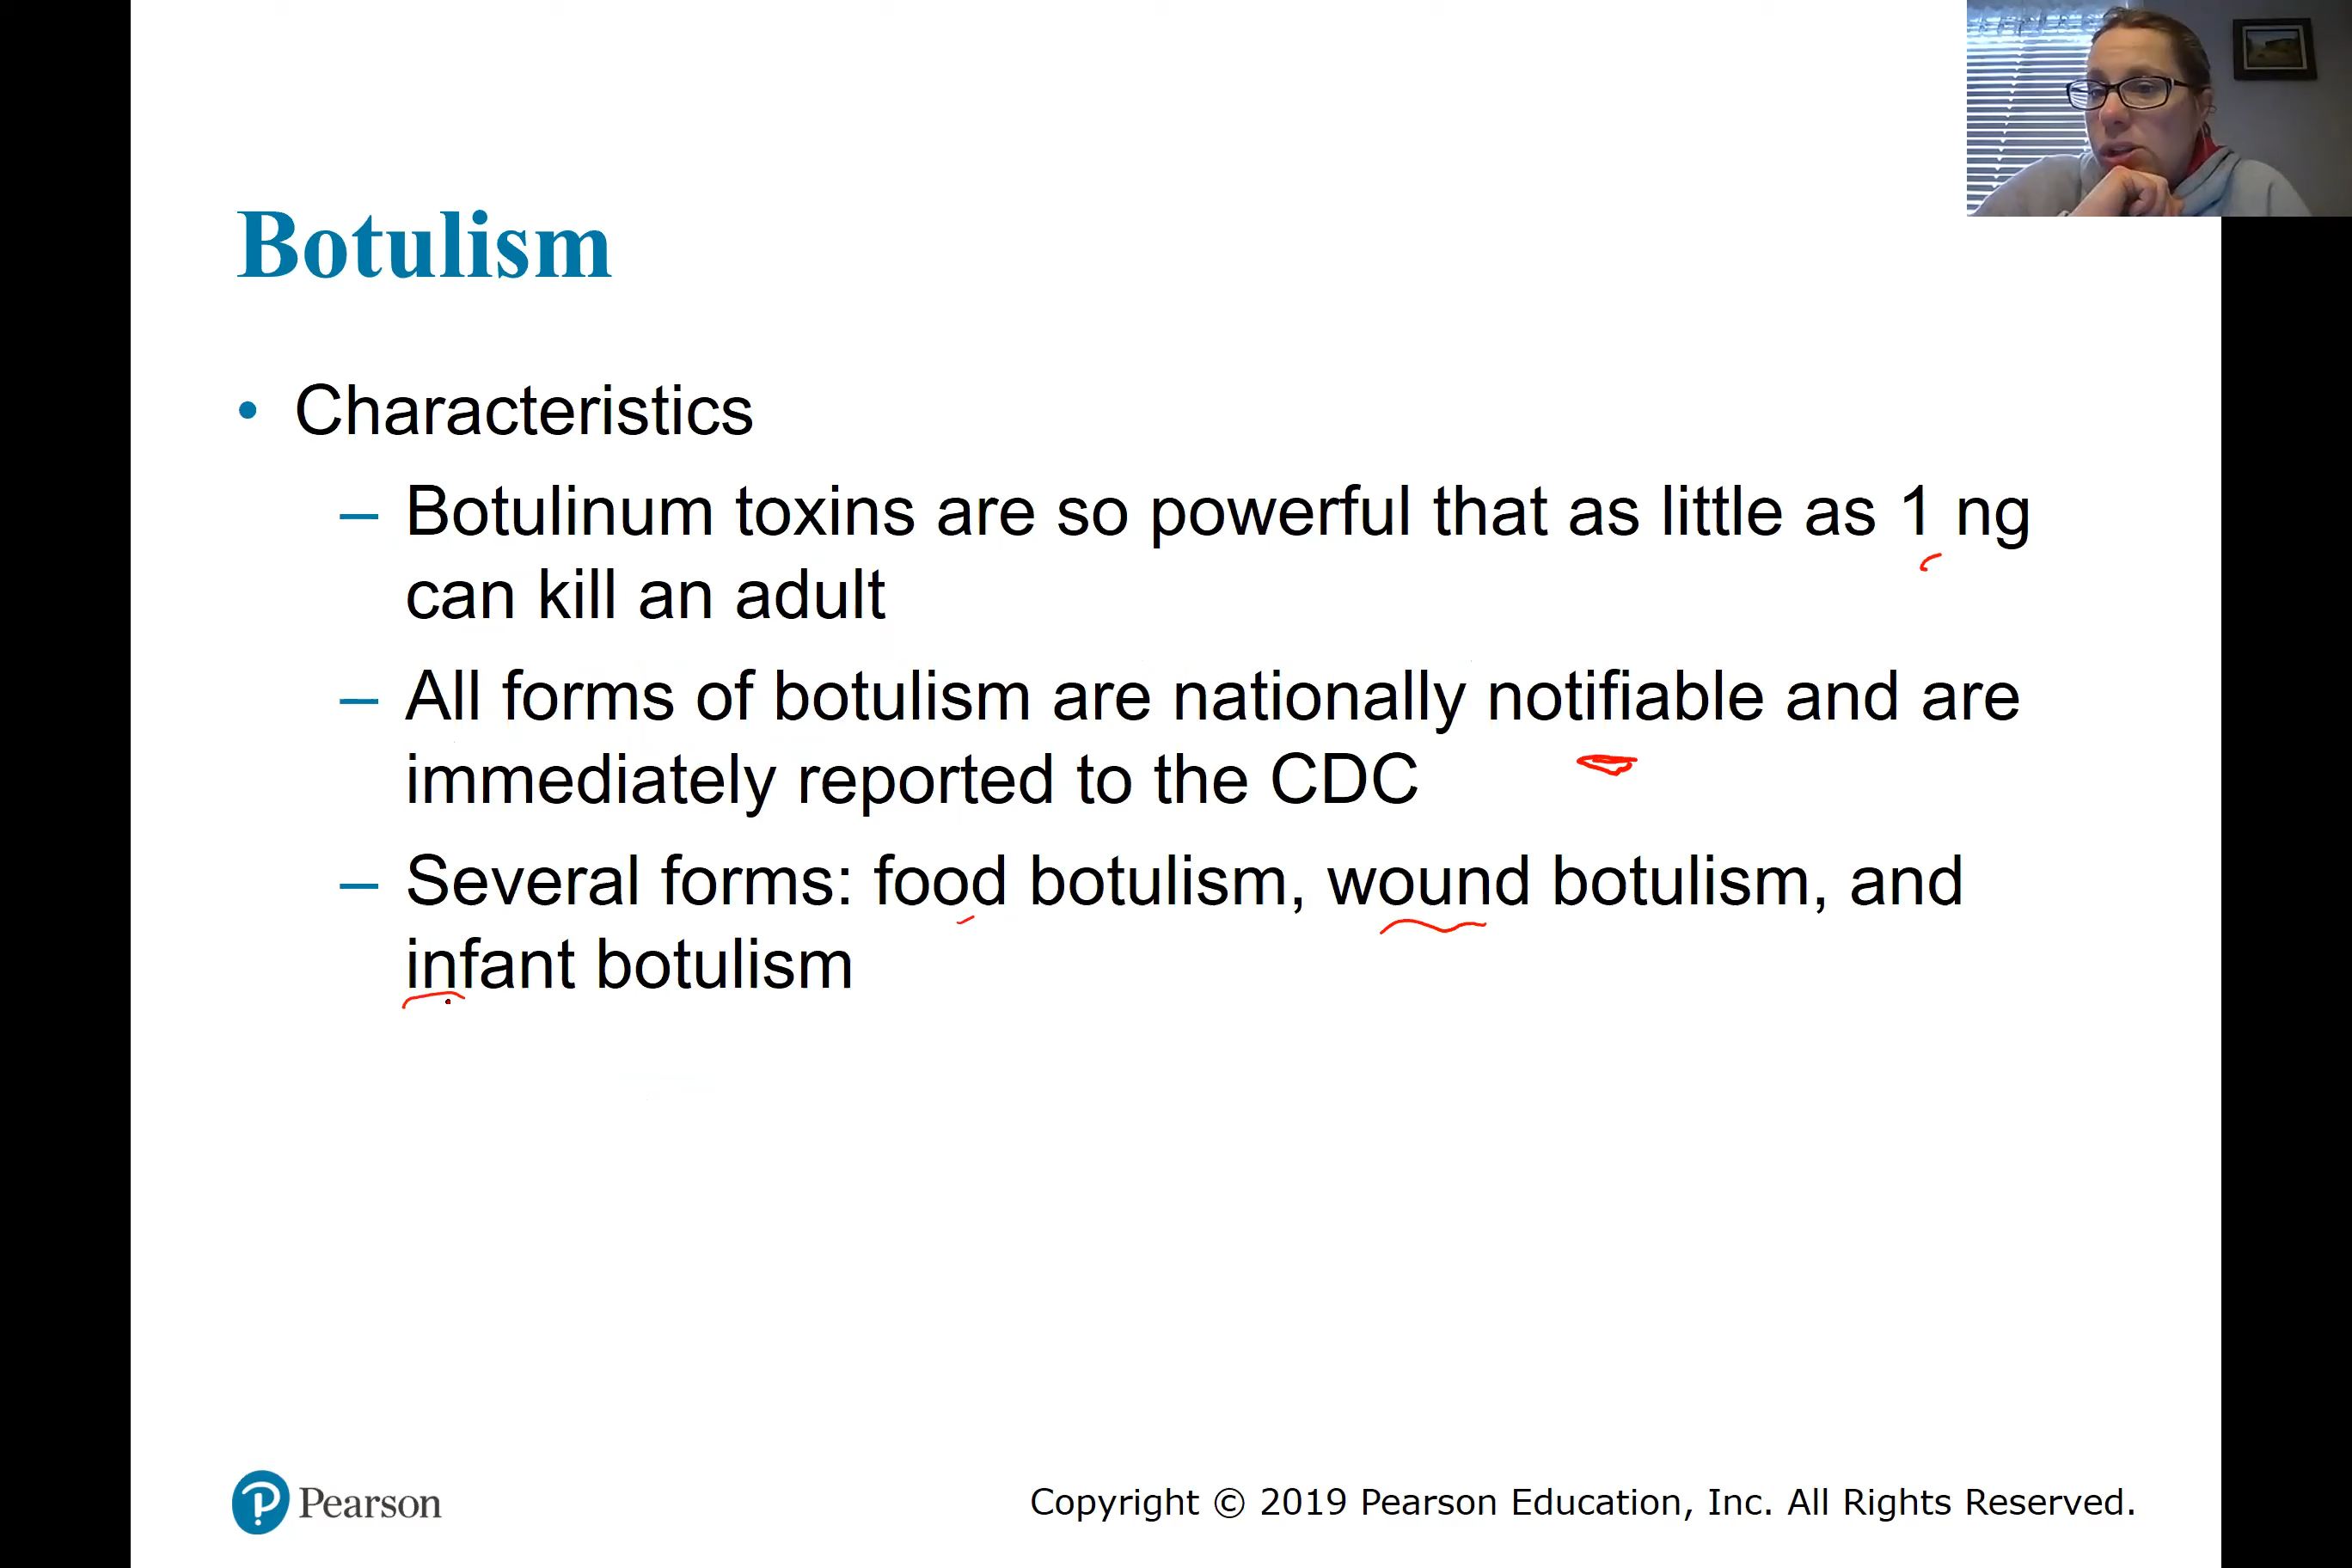 Botulism
• Characteristics
– Botulinum toxins are so powerful that as little as 1 ng
can kill an adult
– All forms of botulism are nationally notifiable and are
immediately reported to the CDC
– Several forms: food botulism, wound botulism, and
infant botulism
Pearson
Copyright © 2019 Pearson Education, Inc. All Rights Reserved.